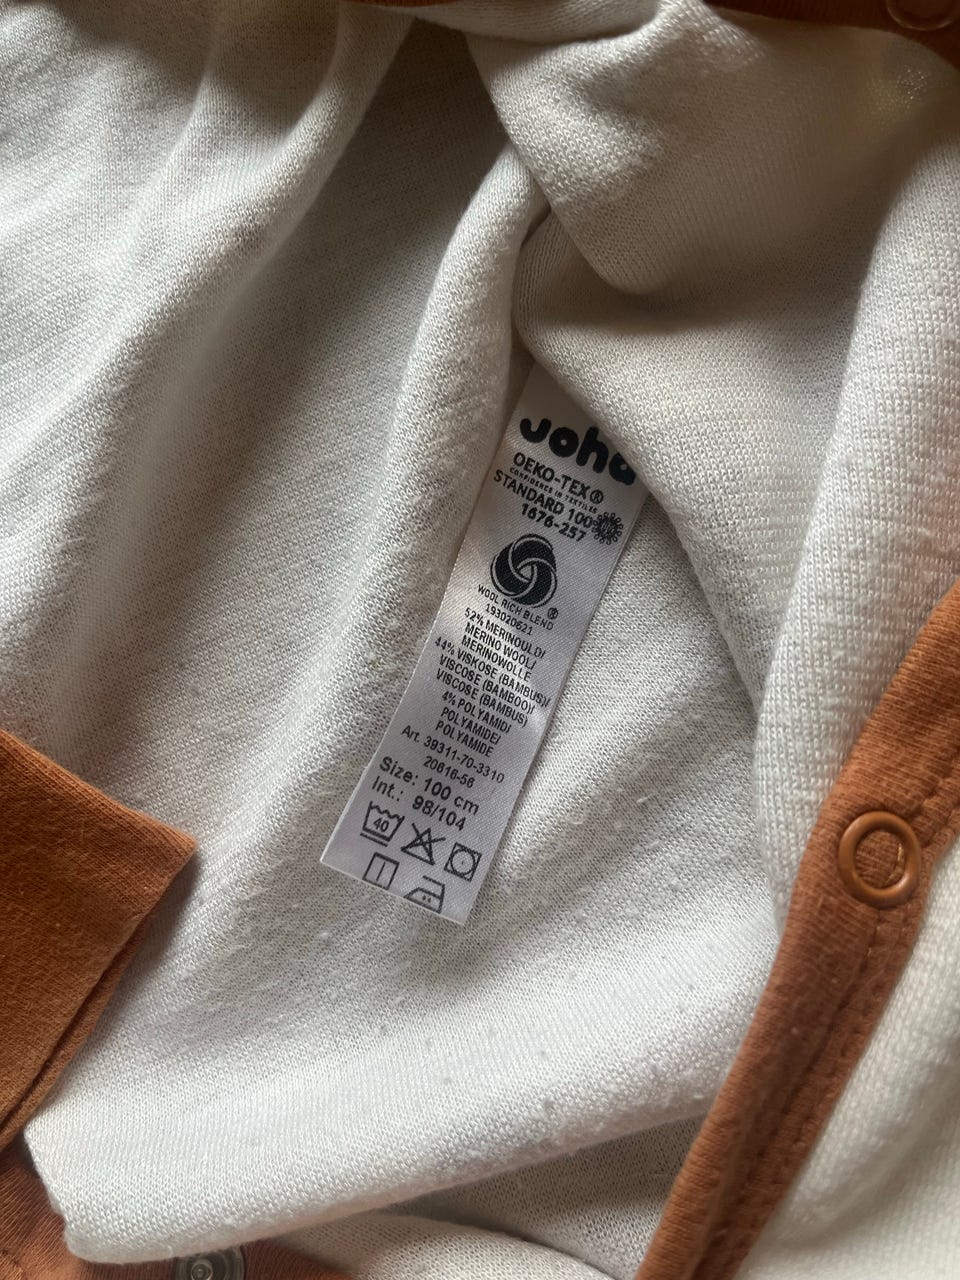 Joha
OEKO-TEX®
CONFIDENCE IN TEXTILES
STANDARD 100
1676-257
WOOL RICH BLEND ®
193020621
52% MERINOULD/
MERINO WOOL/
MERINOWOLLE
44% VISKOSE (BAMBUS)/
VISCOSE (BAMBOO)/
VISCOSE (BAMBUS)
4% POLYAMID/
POLYAMIDE/
POLYAMIDE
Art. 39311-70-3310
20616-56
Size: 100 cm
Int.: 98/104
40